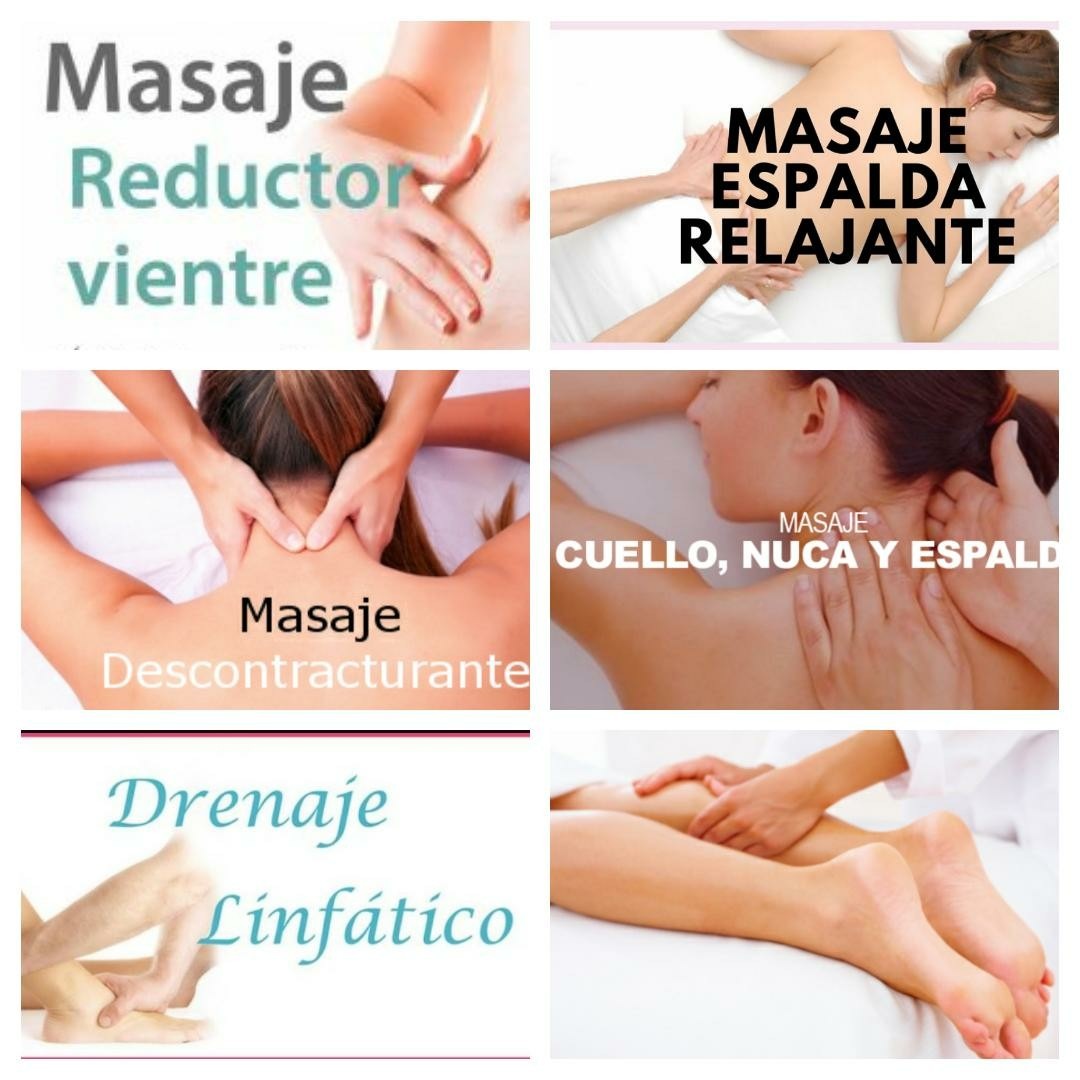 Masaje
Reductor
vientre
MASAJE
ESPALDA
RELAJANTE
Masaje
Descontracturante
MASAJE
CUELLO, NUCA Y ESPALD
Drenaje
Linfático